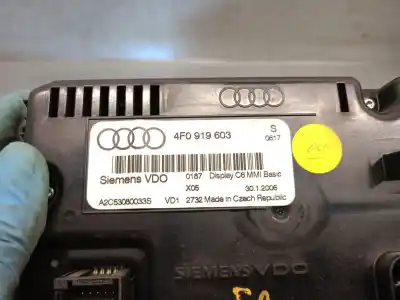 4F0 919 603
S
0617
Siemens VDO
0187 Display C6 MMI Basic
X05 30.1.2006
A2C53080033S VD1 2732 Made in Czech Republic
SIEMENS VDO